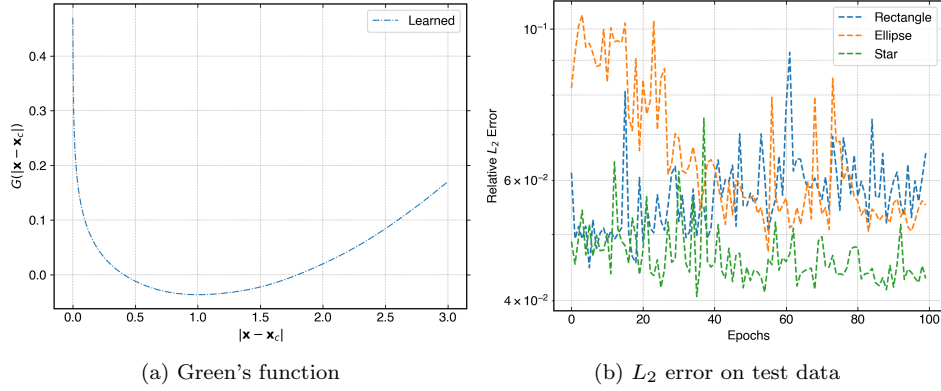 Learned
0.4
0.3
0.2
0.1
0.0
G(|x − x_c|)
0.0 0.5 1.0 1.5 2.0 2.5 3.0
|x − x_c|
(a) Green's function
Rectangle
Ellipse
Star
10⁻¹
6 × 10⁻²
4 × 10⁻²
Relative L₂ Error
0 20 40 60 80 100
Epochs
(b) L₂ error on test data